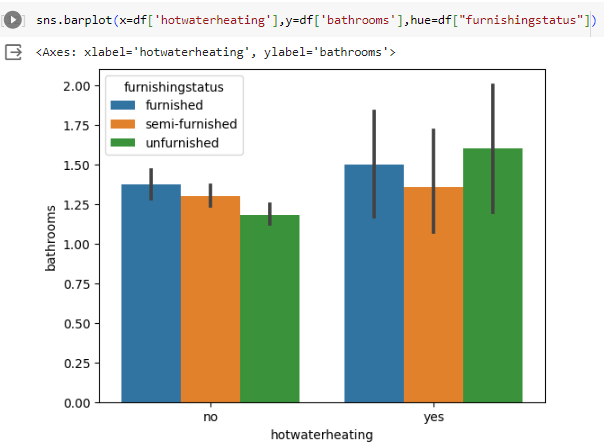 sns.barplot(x=df['hotwaterheating'],y=df['bathrooms'],hue=df["furnishingstatus"])
<Axes: xlabel='hotwaterheating', ylabel='bathrooms'>
furnishingstatus
furnished
semi-furnished
unfurnished
2.00
1.75
1.50
1.25
1.00
0.75
0.50
0.25
0.00
bathrooms
no
yes
hotwaterheating